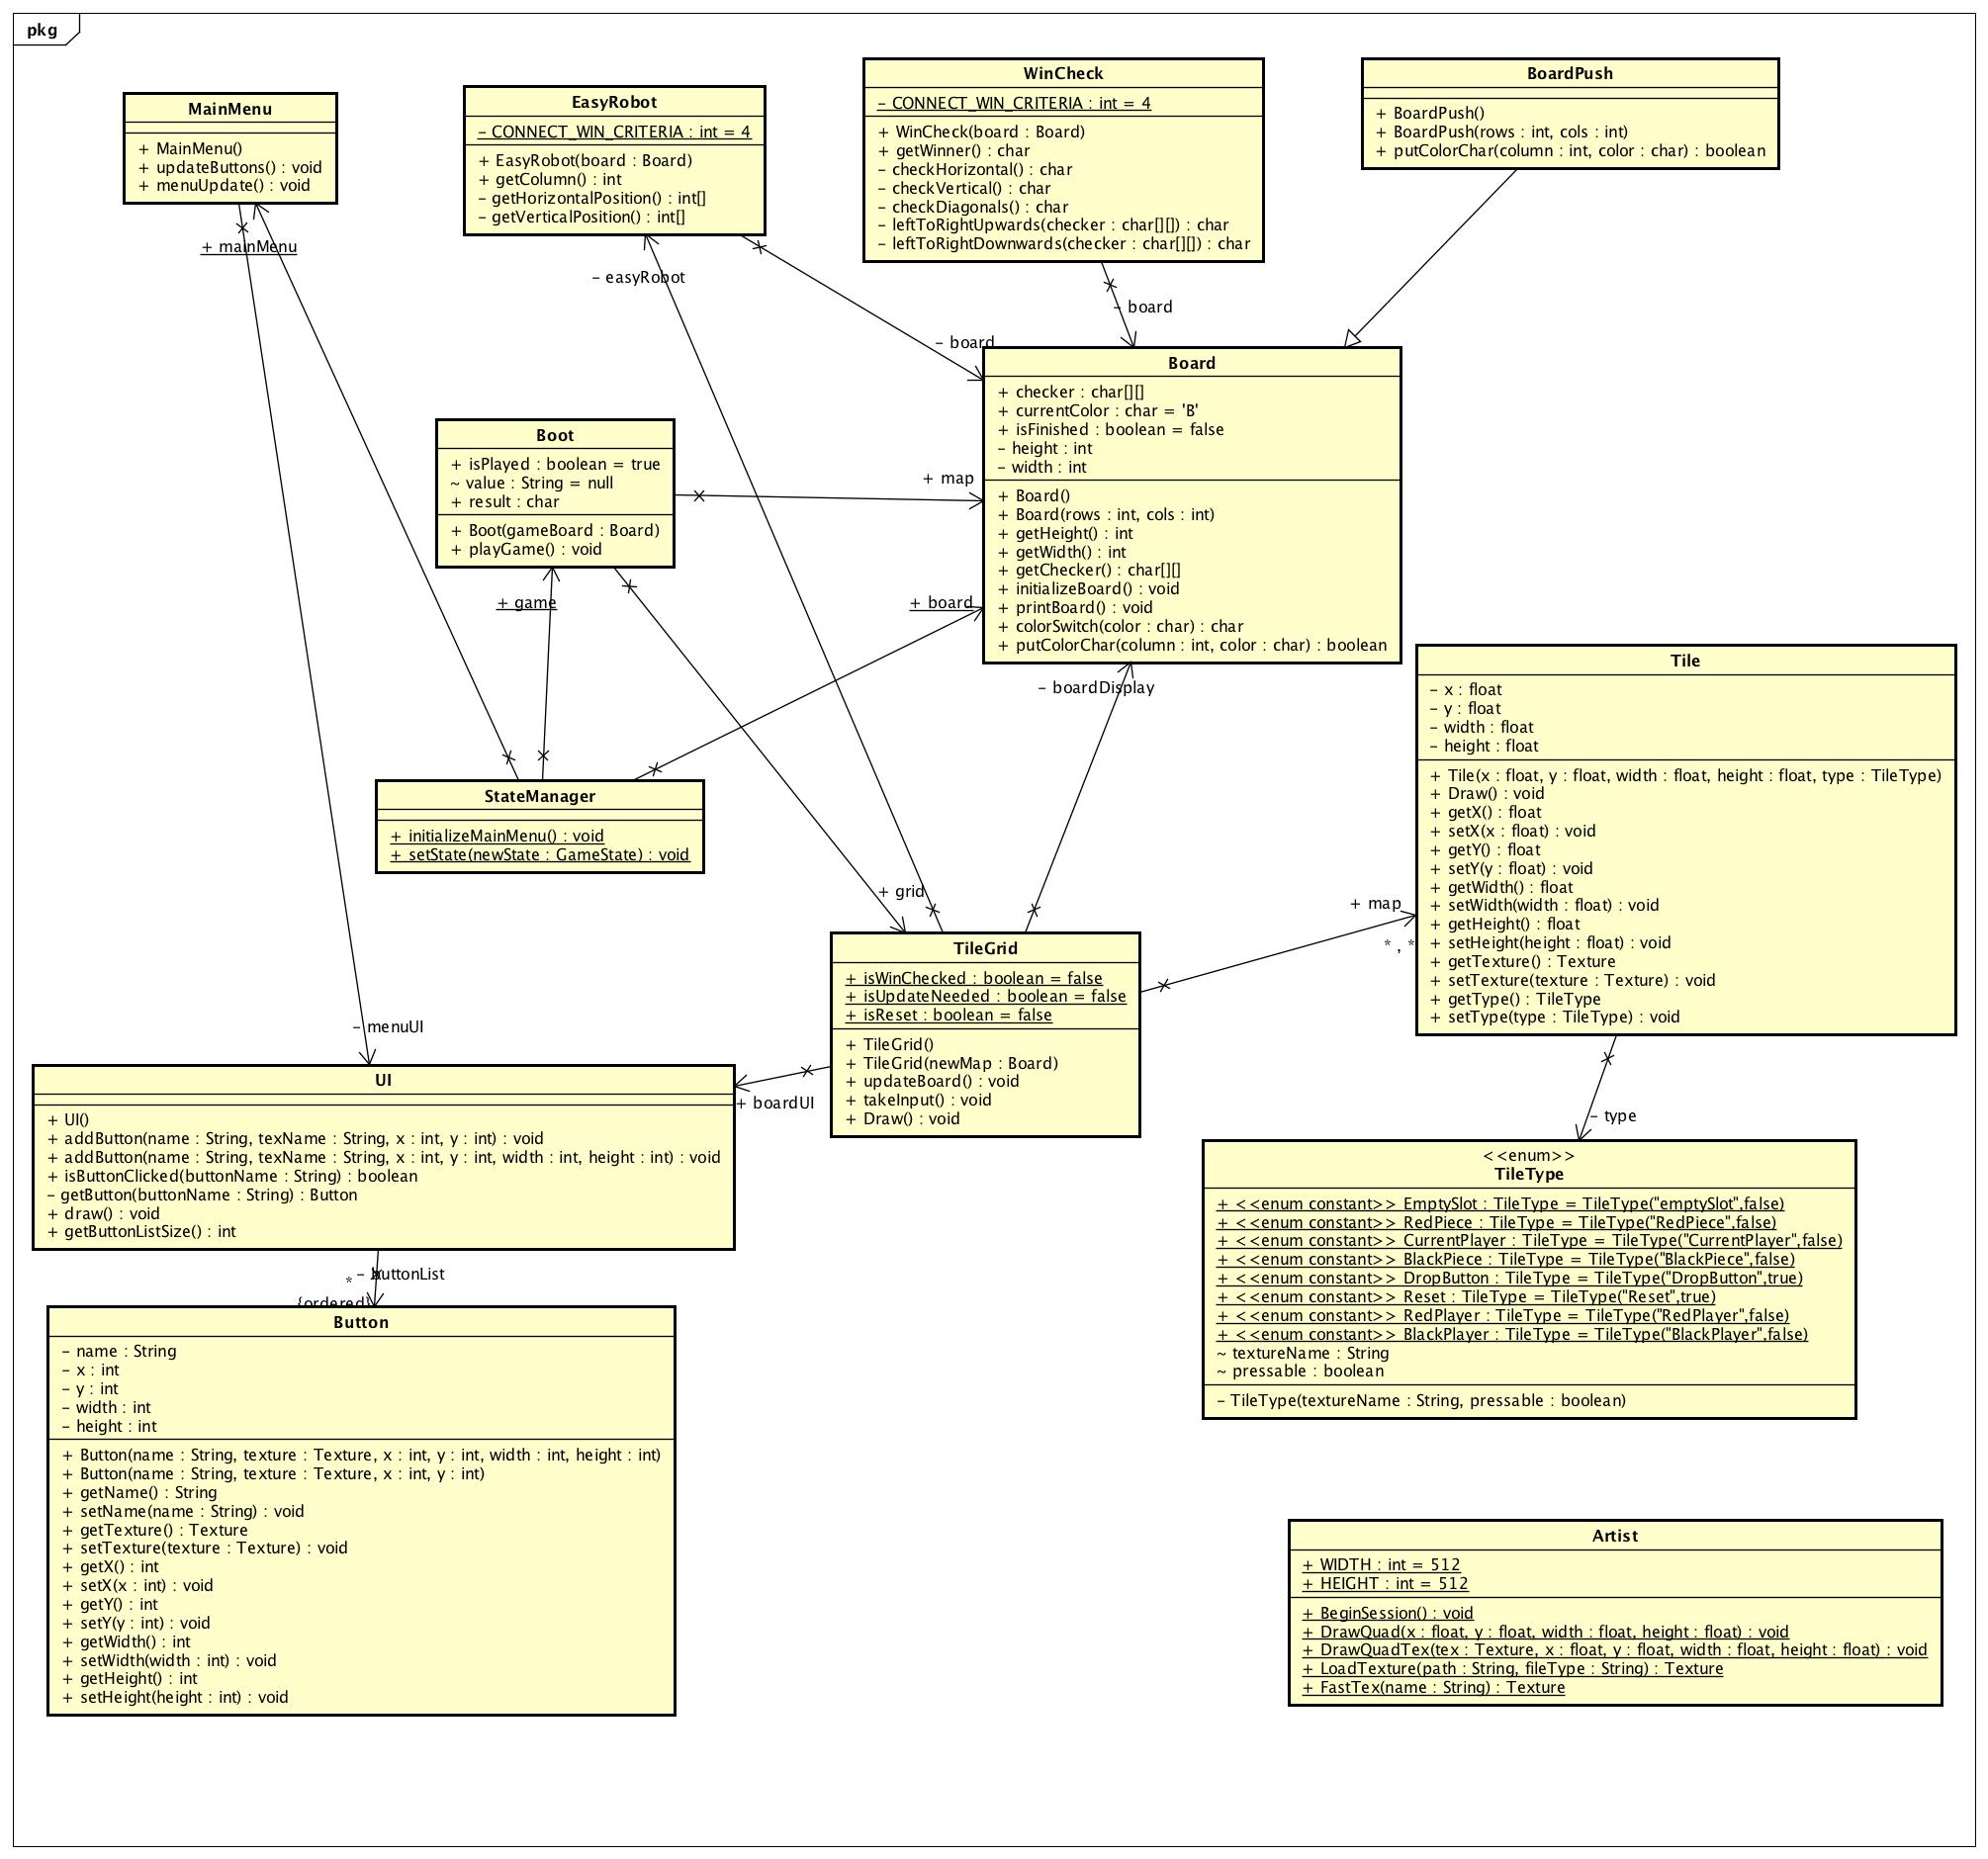 pkg
MainMenu
+ MainMenu()
+ updateButtons() : void
+ menuUpdate() : void
EasyRobot
– CONNECT_WIN_CRITERIA : int = 4
+ EasyRobot(board : Board)
+ getColumn() : int
– getHorizontalPosition() : int[]
– getVerticalPosition() : int[]
WinCheck
– CONNECT_WIN_CRITERIA : int = 4
+ WinCheck(board : Board)
+ getWinner() : char
– checkHorizontal() : char
– checkVertical() : char
– checkDiagonals() : char
– leftToRightUpwards(checker : char[][]) : char
– leftToRightDownwards(checker : char[][]) : char
BoardPush
+ BoardPush()
+ BoardPush(rows : int, cols : int)
+ putColorChar(column : int, color : char) : boolean
+ mainMenu
– easyRobot
– board
– board
Board
+ checker : char[][]
+ currentColor : char = 'B'
+ isFinished : boolean = false
– height : int
– width : int
+ Board()
+ Board(rows : int, cols : int)
+ getHeight() : int
+ getWidth() : int
+ getChecker() : char[][]
+ initializeBoard() : void
+ printBoard() : void
+ colorSwitch(color : char) : char
+ putColorChar(column : int, color : char) : boolean
Boot
+ isPlayed : boolean = true
~ value : String = null
+ result : char
+ Boot(gameBoard : Board)
+ playGame() : void
+ map
+ game
+ board
– boardDisplay
StateManager
+ initializeMainMenu() : void
+ setState(newState : GameState) : void
Tile
– x : float
– y : float
– width : float
– height : float
+ Tile(x : float, y : float, width : float, height : float, type : TileType)
+ Draw() : void
+ getX() : float
+ setX(x : float) : void
+ getY() : float
+ setY(y : float) : void
+ getWidth() : float
+ setWidth(width : float) : void
+ getHeight() : float
+ setHeight(height : float) : void
+ getTexture() : Texture
+ setTexture(texture : Texture) : void
+ getType() : TileType
+ setType(type : TileType) : void
+ grid
+ map
* , *
TileGrid
+ isWinChecked : boolean = false
+ isUpdateNeeded : boolean = false
+ isReset : boolean = false
+ TileGrid()
+ TileGrid(newMap : Board)
+ updateBoard() : void
+ takeInput() : void
+ Draw() : void
– menuUI
+ boardUI
– type
UI
+ UI()
+ addButton(name : String, texName : String, x : int, y : int) : void
+ addButton(name : String, texName : String, x : int, y : int, width : int, height : int) : void
+ isButtonClicked(buttonName : String) : boolean
– getButton(buttonName : String) : Button
+ draw() : void
+ getButtonListSize() : int
– buttonList
*
{ordered}
<<enum>>
TileType
+ <<enum constant>> EmptySlot : TileType = TileType("emptySlot",false)
+ <<enum constant>> RedPiece : TileType = TileType("RedPiece",false)
+ <<enum constant>> CurrentPlayer : TileType = TileType("CurrentPlayer",false)
+ <<enum constant>> BlackPiece : TileType = TileType("BlackPiece",false)
+ <<enum constant>> DropButton : TileType = TileType("DropButton",true)
+ <<enum constant>> Reset : TileType = TileType("Reset",true)
+ <<enum constant>> RedPlayer : TileType = TileType("RedPlayer",false)
+ <<enum constant>> BlackPlayer : TileType = TileType("BlackPlayer",false)
~ textureName : String
~ pressable : boolean
– TileType(textureName : String, pressable : boolean)
Button
– name : String
– x : int
– y : int
– width : int
– height : int
+ Button(name : String, texture : Texture, x : int, y : int, width : int, height : int)
+ Button(name : String, texture : Texture, x : int, y : int)
+ getName() : String
+ setName(name : String) : void
+ getTexture() : Texture
+ setTexture(texture : Texture) : void
+ getX() : int
+ setX(x : int) : void
+ getY() : int
+ setY(y : int) : void
+ getWidth() : int
+ setWidth(width : int) : void
+ getHeight() : int
+ setHeight(height : int) : void
Artist
+ WIDTH : int = 512
+ HEIGHT : int = 512
+ BeginSession() : void
+ DrawQuad(x : float, y : float, width : float, height : float) : void
+ DrawQuadTex(tex : Texture, x : float, y : float, width : float, height : float) : void
+ LoadTexture(path : String, fileType : String) : Texture
+ FastTex(name : String) : Texture